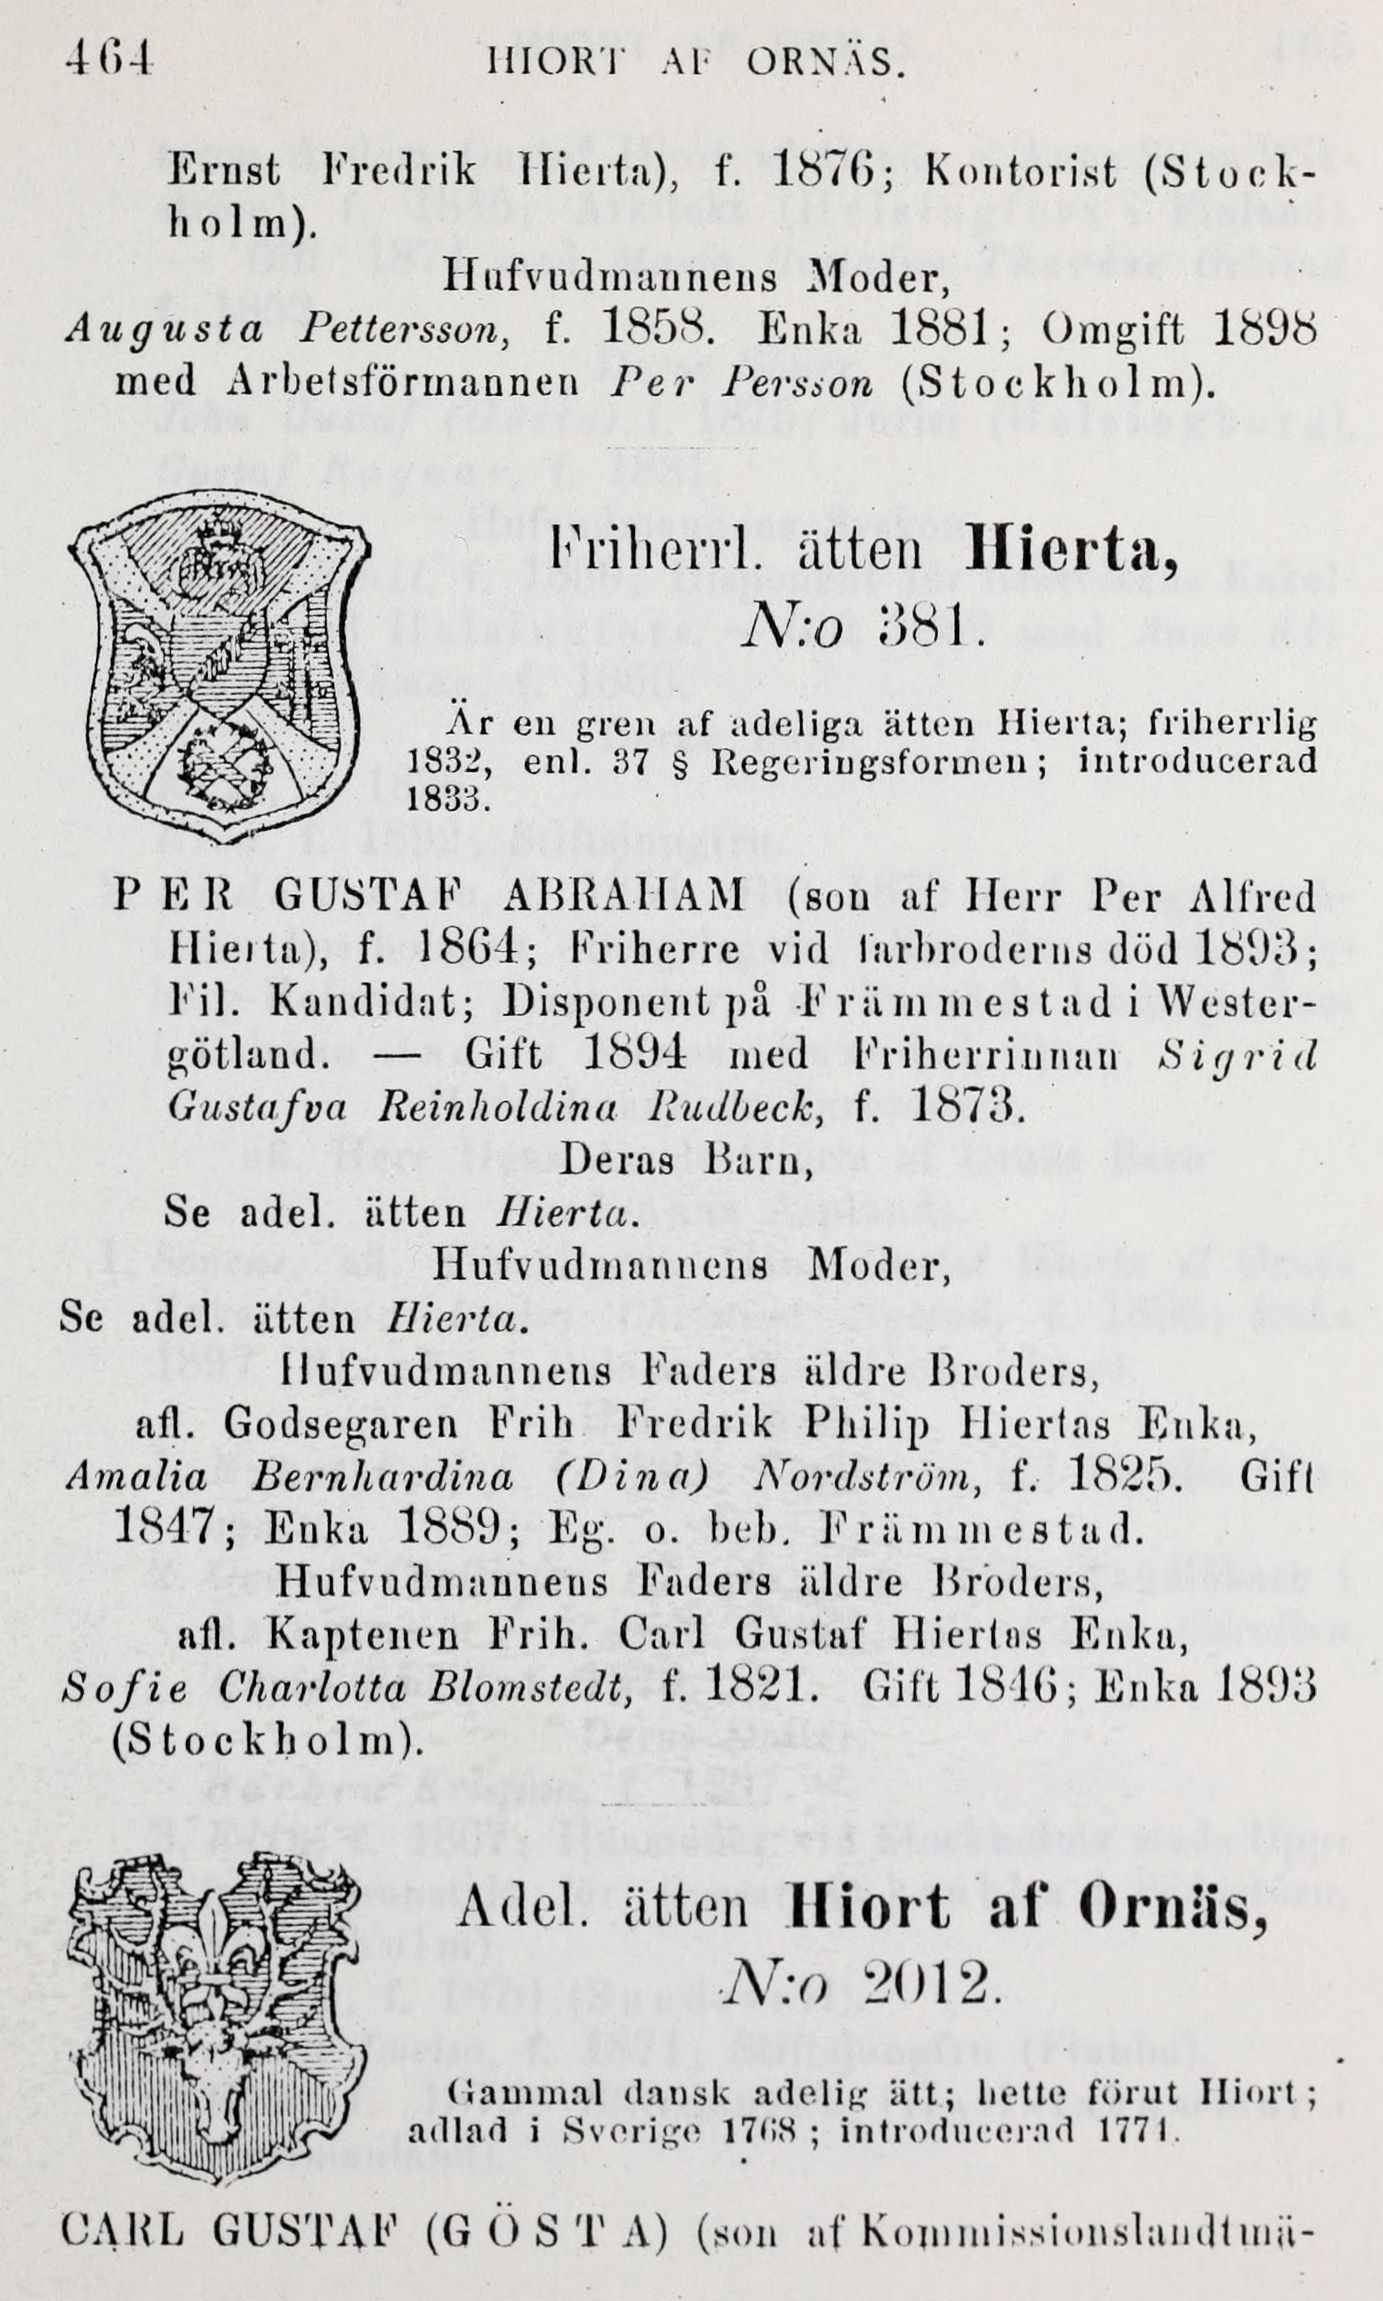 464 HIORT AF ORNÄS.
Ernst Fredrik Hierta), f. 1876; Kontorist (Stock-
holm).
Hufvudmannens Moder,
Augusta Pettersson, f. 1858. Enka 1881; Omgift 1898
med Arbetsförmannen Per Persson (Stockholm).
Friherrl. ätten Hierta,
N:o 381.
Är en gren af adeliga ätten Hierta; friherrlig
1832, enl. 37 § Regeringsformen; introducerad
1833.
PER GUSTAF ABRAHAM (son af Herr Per Alfred
Hierta), f. 1864; Friherre vid farbroderns död 1893;
Fil. Kandidat; Disponent på Främmestad i Wester-
götland. — Gift 1894 med Friherrinnan Sigrid
Gustafva Reinholdina Rudbeck, f. 1873.
Deras Barn,
Se adel. ätten Hierta.
Hufvudmannens Moder,
Se adel. ätten Hierta.
Hufvudmannens Faders äldre Broders,
afl. Godsegaren Frih Fredrik Philip Hiertas Enka,
Amalia Bernhardina (Dina) Nordström, f. 1825. Gift
1847; Enka 1889; Eg. o. beb. Främmestad.
Hufvudmannens Faders äldre Broders,
afl. Kaptenen Frih. Carl Gustaf Hiertas Enka,
Sofie Charlotta Blomstedt, f. 1821. Gift 1846; Enka 1893
(Stockholm).
Adel. ätten Hiort af Ornäs,
N:o 2012.
Gammal dansk adelig ätt; hette förut Hiort;
adlad i Sverige 1768; introducerad 1771.
CARL GUSTAF (GÖSTA) (son af Kommissionslandtmä-